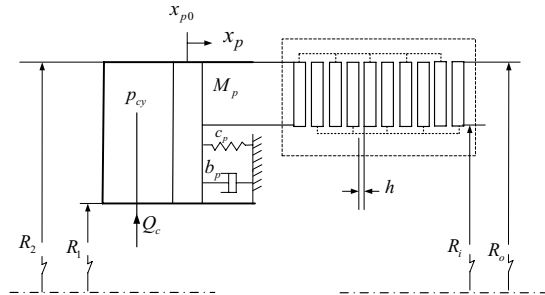 x_{p0}
x_p
p_{cy}
M_p
c_p
b_p
h
Q_c
R_2
R_1
R_i
R_o